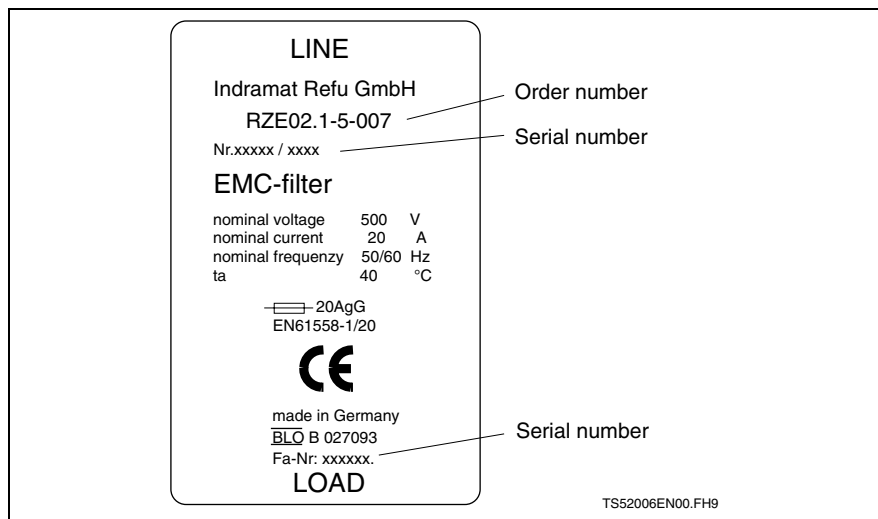 LINE
Indramat Refu GmbH
RZE02.1-5-007
Order number
Nr.xxxxx / xxxx
Serial number
EMC-filter
nominal voltage 500 V
nominal current 20 A
nominal frequenzy 50/60 Hz
ta 40 °C
20AgG
EN61558-1/20
CE
made in Germany
BLO B 027093
Fa-Nr: xxxxxx.
Serial number
LOAD
TS52006EN00.FH9